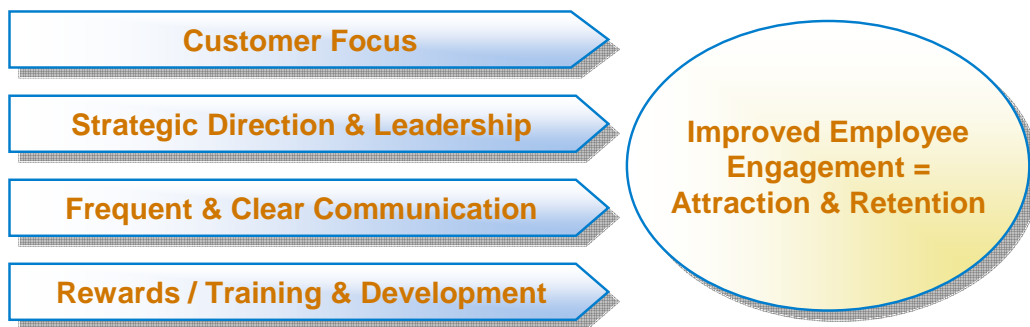 Customer Focus
Strategic Direction & Leadership
Frequent & Clear Communication
Rewards / Training & Development
Improved Employee
Engagement =
Attraction & Retention